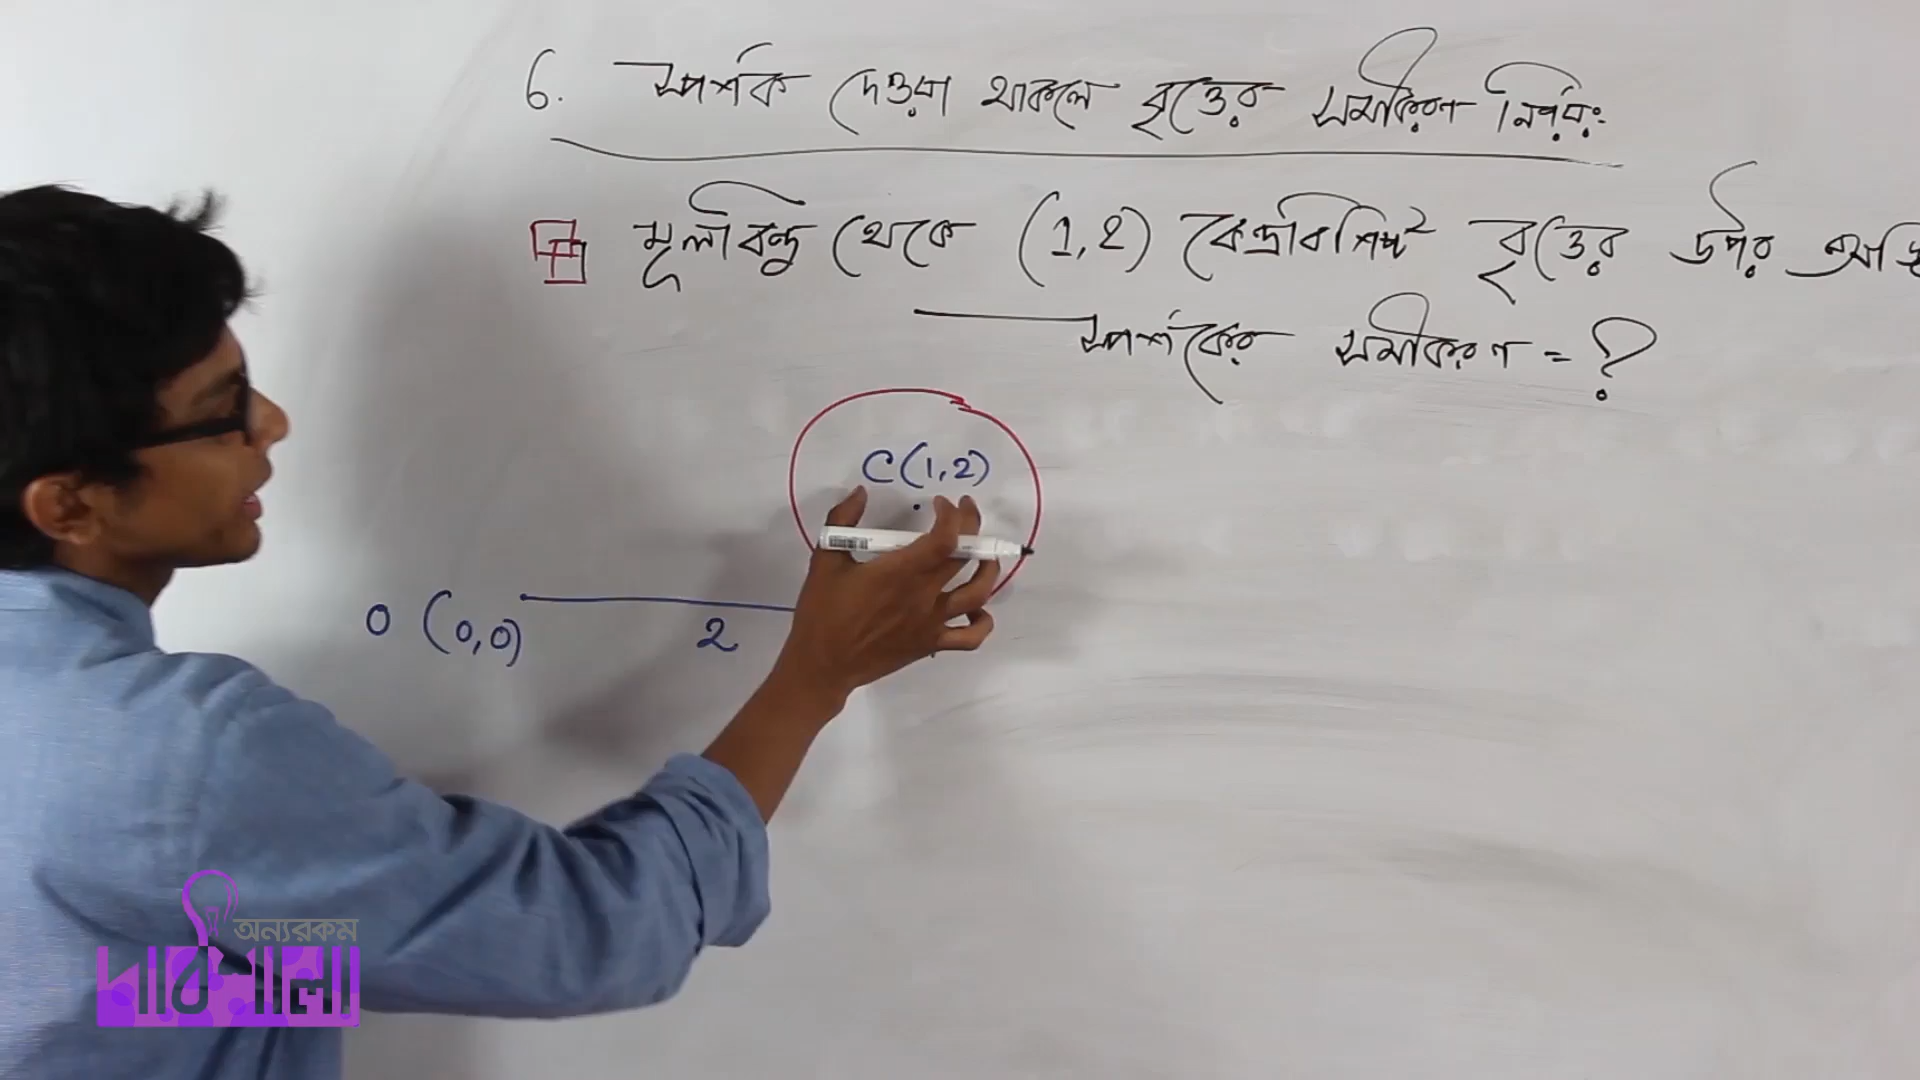 6. স্পর্শক দেওয়া থাকলে বৃত্তের সমীকরণ নির্ণয়ঃ
মূলবিন্দু থেকে (1,2) কেন্দ্রবিশিষ্ট বৃত্তের উপর
স্পর্শকের সমীকরণ = ?
C(1,2)
O (0,0)
2
অন্যরকম
পাঠশালা